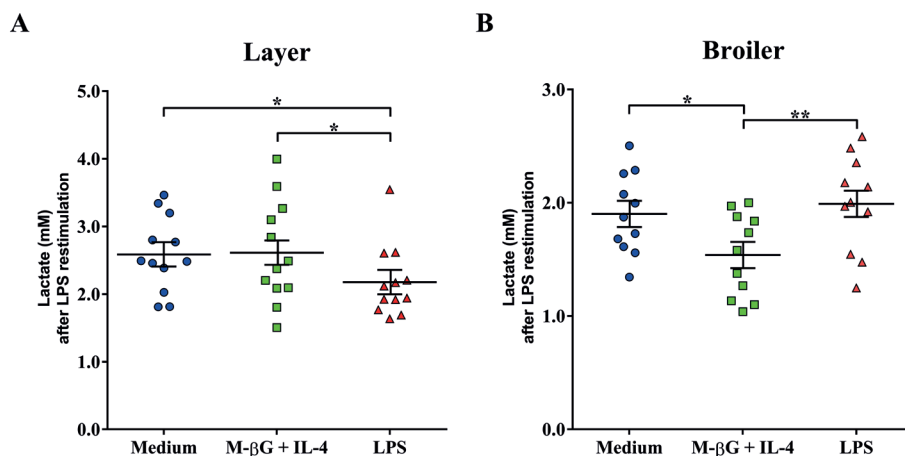 A
Layer
Lactate (mM)
after LPS restimulation
5.0
4.0
3.0
2.0
1.0
0.0
*
*
Medium
M-βG + IL-4
LPS
B
Broiler
Lactate (mM)
after LPS restimulation
3.0
2.0
1.0
0.0
*
**
Medium
M-βG + IL-4
LPS